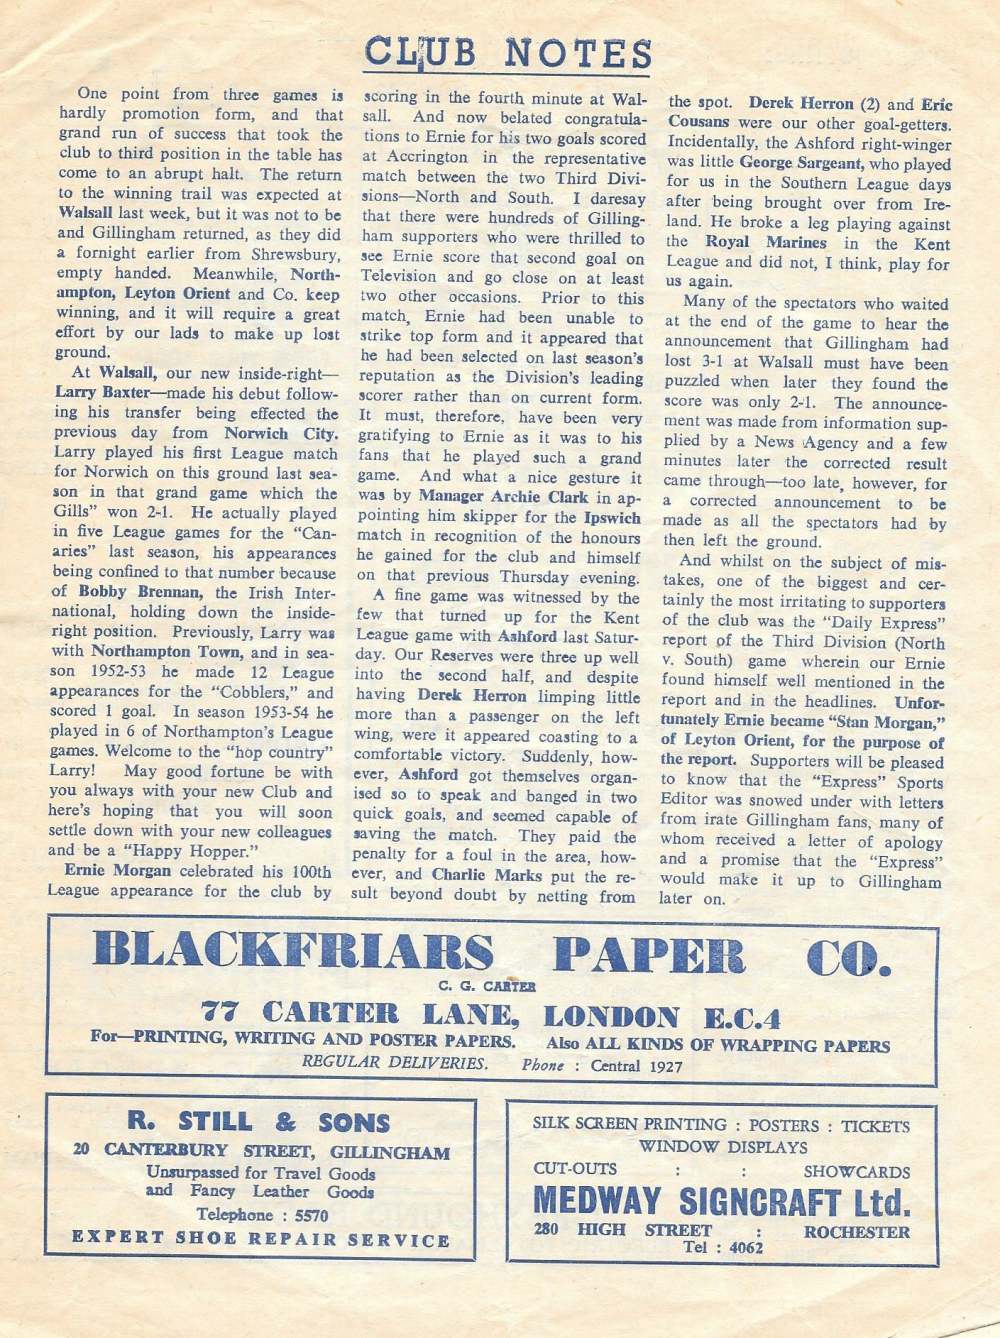 CLUB NOTES
One point from three games is
hardly promotion form, and that
grand run of success that took the
club to third position in the table has
come to an abrupt halt. The return
to the winning trail was expected at
Walsall last week, but it was not to be
and Gillingham returned, as they did
a fornight earlier from Shrewsbury,
empty handed. Meanwhile, North-
ampton, Leyton Orient and Co. keep
winning, and it will require a great
effort by our lads to make up lost
ground.
At Walsall, our new inside-right—
Larry Baxter—made his debut follow-
ing his transfer being effected the
previous day from Norwich City.
Larry played his first League match
for Norwich on this ground last sea-
son in that grand game which the
Gills” won 2-1. He actually played
in five League games for the “Can-
aries” last season, his appearances
being confined to that number because
of Bobby Brennan, the Irish Inter-
national, holding down the inside-
right position. Previously, Larry was
with Northampton Town, and in sea-
son 1952-53 he made 12 League
appearances for the “Cobblers,” and
scored 1 goal. In season 1953-54 he
played in 6 of Northampton’s League
games. Welcome to the “hop country”
Larry! May good fortune be with
you always with your new Club and
here’s hoping that you will soon
settle down with your new colleagues
and be a “Happy Hopper.”
Ernie Morgan celebrated his 100th
League appearance for the club by
scoring in the fourth minute at Wal-
sall. And now belated congratula-
tions to Ernie for his two goals scored
at Accrington in the representative
match between the two Third Divi-
sions—North and South. I daresay
that there were hundreds of Gilling-
ham supporters who were thrilled to
see Ernie score that second goal on
Television and go close on at least
two other occasions. Prior to this
match, Ernie had been unable to
strike top form and it appeared that
he had been selected on last season’s
reputation as the Division’s leading
scorer rather than on current form.
It must, therefore, have been very
gratifying to Ernie as it was to his
fans that he played such a grand
game. And what a nice gesture it
was by Manager Archie Clark in ap-
pointing him skipper for the Ipswich
match in recognition of the honours
he gained for the club and himself
on that previous Thursday evening.
A fine game was witnessed by the
few that turned up for the Kent
League game with Ashford last Satur-
day. Our Reserves were three up well
into the second half, and despite
having Derek Herron limping little
more than a passenger on the left
wing, were it appeared coasting to a
comfortable victory. Suddenly, how-
ever, Ashford got themselves organ-
ised so to speak and banged in two
quick goals, and seemed capable of
saving the match. They paid the
penalty for a foul in the area, how-
ever, and Charlie Marks put the re-
sult beyond doubt by netting from
the spot. Derek Herron (2) and Eric
Cousans were our other goal-getters.
Incidentally, the Ashford right-winger
was little George Sargeant, who played
for us in the Southern League days
after being brought over from Ire-
land. He broke a leg playing against
the Royal Marines in the Kent
League and did not, I think, play for
us again.
Many of the spectators who waited
at the end of the game to hear the
announcement that Gillingham had
lost 3-1 at Walsall must have been
puzzled when later they found the
score was only 2-1. The announce-
ment was made from information sup-
plied by a News Agency and a few
minutes later the corrected result
came through—too late, however, for
a corrected announcement to be
made as all the spectators had by
then left the ground.
And whilst on the subject of mis-
takes, one of the biggest and cer-
tainly the most irritating to supporters
of the club was the “Daily Express”
report of the Third Division (North
v. South) game wherein our Ernie
found himself well mentioned in the
report and in the headlines. Unfor-
tunately Ernie became “Stan Morgan,”
of Leyton Orient, for the purpose of
the report. Supporters will be pleased
to know that the “Express” Sports
Editor was snowed under with letters
from irate Gillingham fans, many of
whom received a letter of apology
and a promise that the “Express”
would make it up to Gillingham
later on.
BLACKFRIARS PAPER CO.
C. G. CARTER
77 CARTER LANE, LONDON E.C.4
For—PRINTING, WRITING AND POSTER PAPERS. Also ALL KINDS OF WRAPPING PAPERS
REGULAR DELIVERIES. Phone : Central 1927
R. STILL & SONS
20 CANTERBURY STREET, GILLINGHAM
Unsurpassed for Travel Goods
and Fancy Leather Goods
Telephone : 5570
EXPERT SHOE REPAIR SERVICE
SILK SCREEN PRINTING : POSTERS : TICKETS
WINDOW DISPLAYS
CUT-OUTS : : SHOWCARDS
MEDWAY SIGNCRAFT Ltd.
280 HIGH STREET : ROCHESTER
Tel : 4062